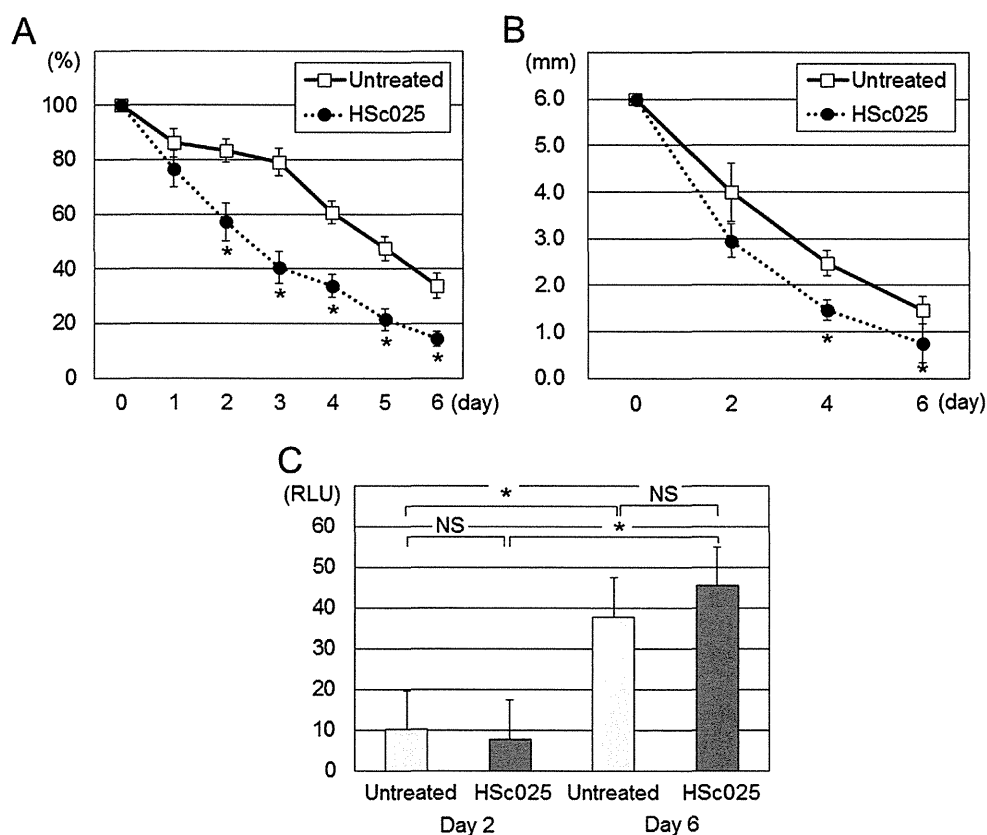 A
(%)
Untreated
HSc025
100
80
60
40
20
0
*
*
*
*
*
0 1 2 3 4 5 6 (day)
B
(mm)
Untreated
HSc025
6.0
5.0
4.0
3.0
2.0
1.0
0.0
*
*
0 2 4 6 (day)
C
(RLU)
* NS
NS *
60
50
40
30
20
10
0
Untreated HSc025 Untreated HSc025
Day 2 Day 6